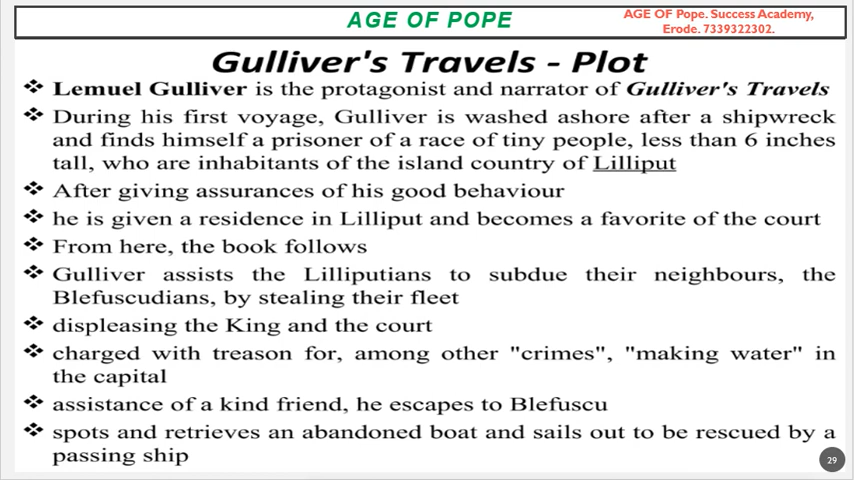 AGE OF POPE
AGE OF Pope. Success Academy,
Erode. 7339322302.
Gulliver's Travels - Plot
❖ Lemuel Gulliver is the protagonist and narrator of Gulliver's Travels
❖ During his first voyage, Gulliver is washed ashore after a shipwreck
and finds himself a prisoner of a race of tiny people, less than 6 inches
tall, who are inhabitants of the island country of Lilliput
❖ After giving assurances of his good behaviour
❖ he is given a residence in Lilliput and becomes a favorite of the court
❖ From here, the book follows
❖ Gulliver assists the Lilliputians to subdue their neighbours, the
Blefuscudians, by stealing their fleet
❖ displeasing the King and the court
❖ charged with treason for, among other "crimes", "making water" in
the capital
❖ assistance of a kind friend, he escapes to Blefuscu
❖ spots and retrieves an abandoned boat and sails out to be rescued by a
passing ship
29